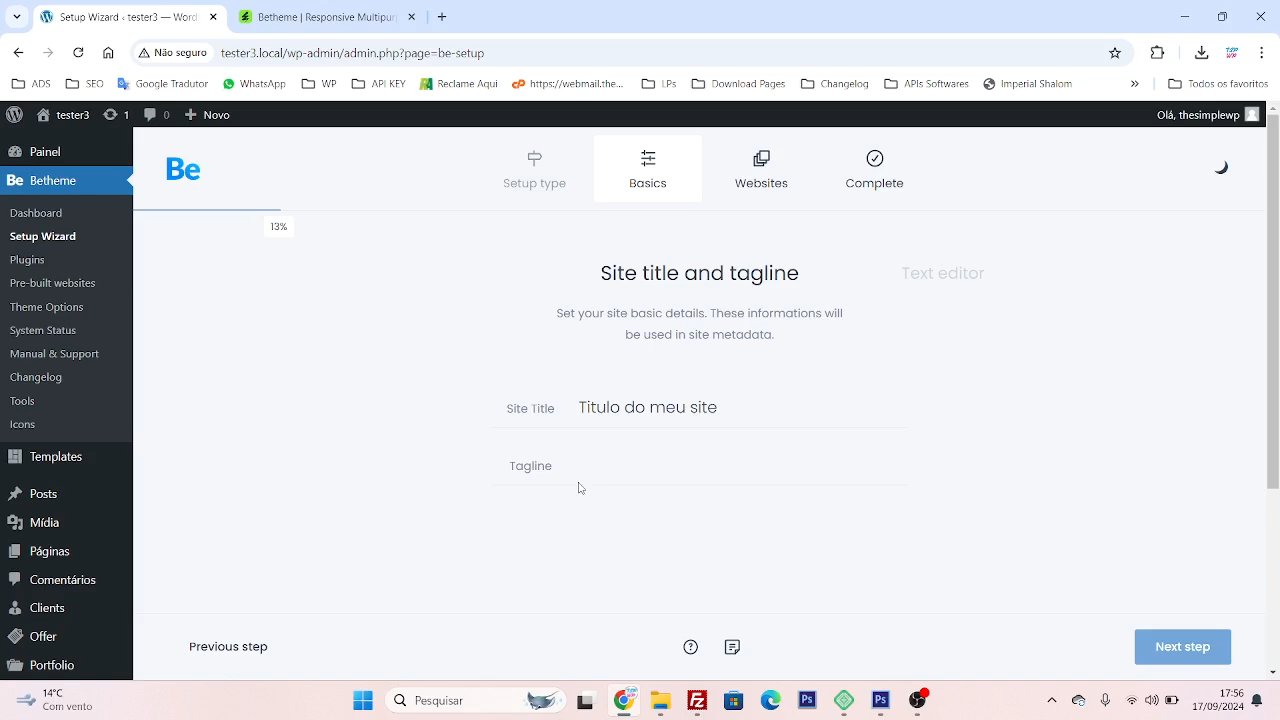 Setup Wizard ‹ tester3 — WordP
Betheme | Responsive Multipurp
Não seguro
tester3.local/wp-admin/admin.php?page=be-setup
ADS
SEO
Google Tradutor
WhatsApp
WP
API KEY
Reclame Aqui
https://webmail.the...
LPs
Download Pages
Changelog
APIs Softwares
Imperial Shalom
Todos os favoritos
tester3
1
0
Novo
Olá, thesimplewp
Painel
Be Betheme
Dashboard
Setup Wizard
Plugins
Pre-built websites
Theme Options
System Status
Manual & Support
Changelog
Tools
Icons
Templates
Posts
Mídia
Páginas
Comentários
Clients
Offer
Portfolio
Be
Setup type
Basics
Websites
Complete
13%
Site title and tagline
Text editor
Set your site basic details. These informations will
be used in site metadata.
Site Title
Titulo do meu site
Tagline
Previous step
Next step
14°C
Com vento
Pesquisar
Fz
Ps
Ps
17:56
17/09/2024